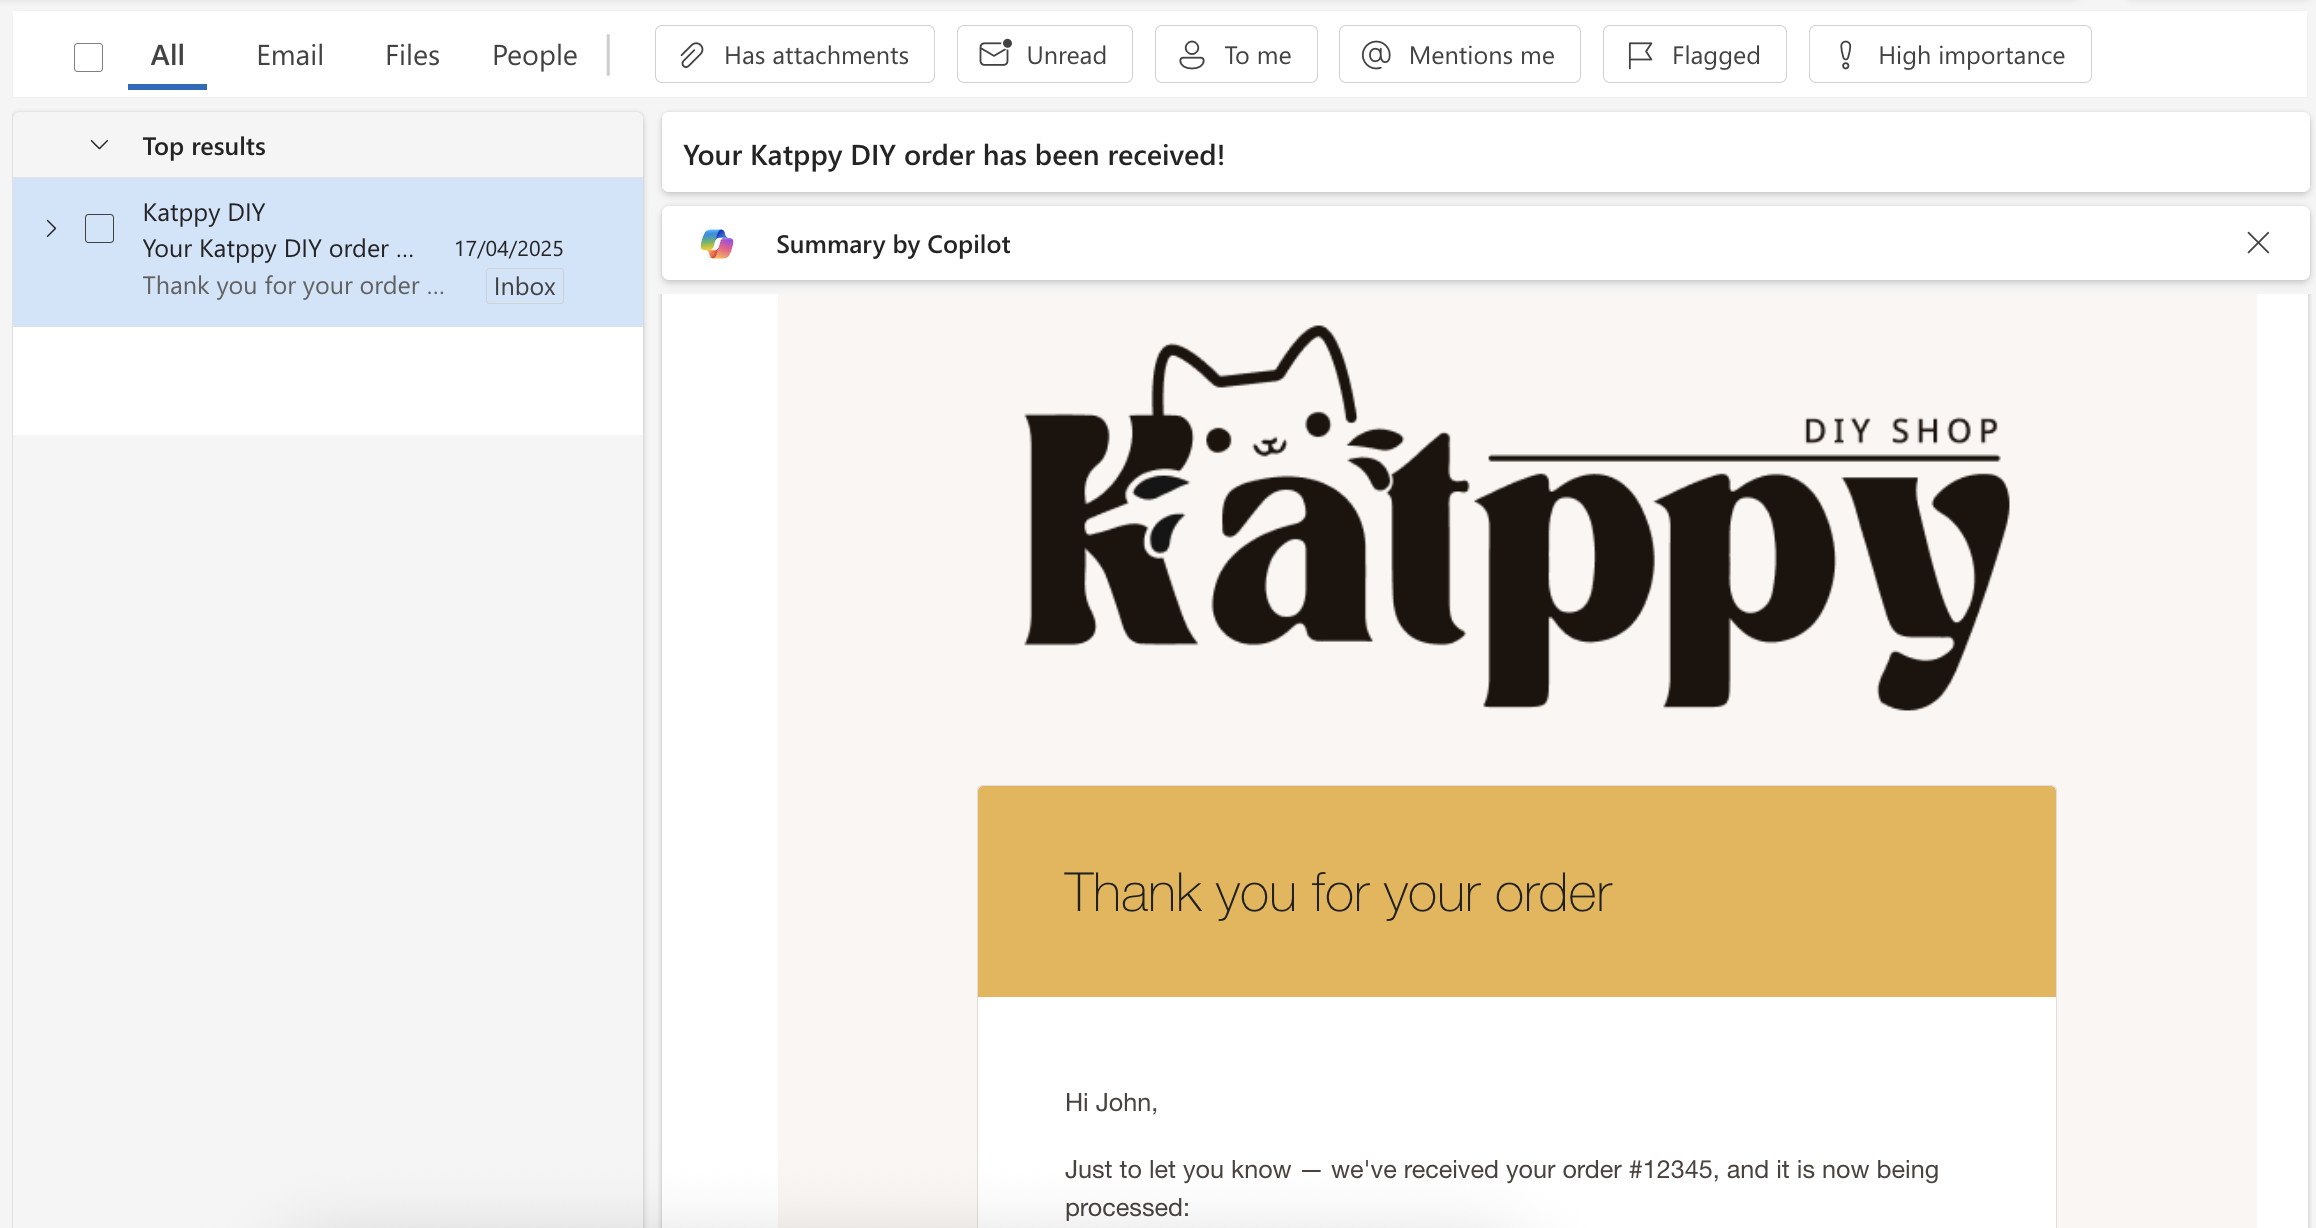 All Email Files People Has attachments Unread To me Mentions me Flagged High importance
Top results
Katppy DIY
Your Katppy DIY order ... 17/04/2025
Thank you for your order ... Inbox
Your Katppy DIY order has been received!
Summary by Copilot
DIY SHOP
Katppy
Thank you for your order
Hi John,
Just to let you know — we've received your order #12345, and it is now being
processed: